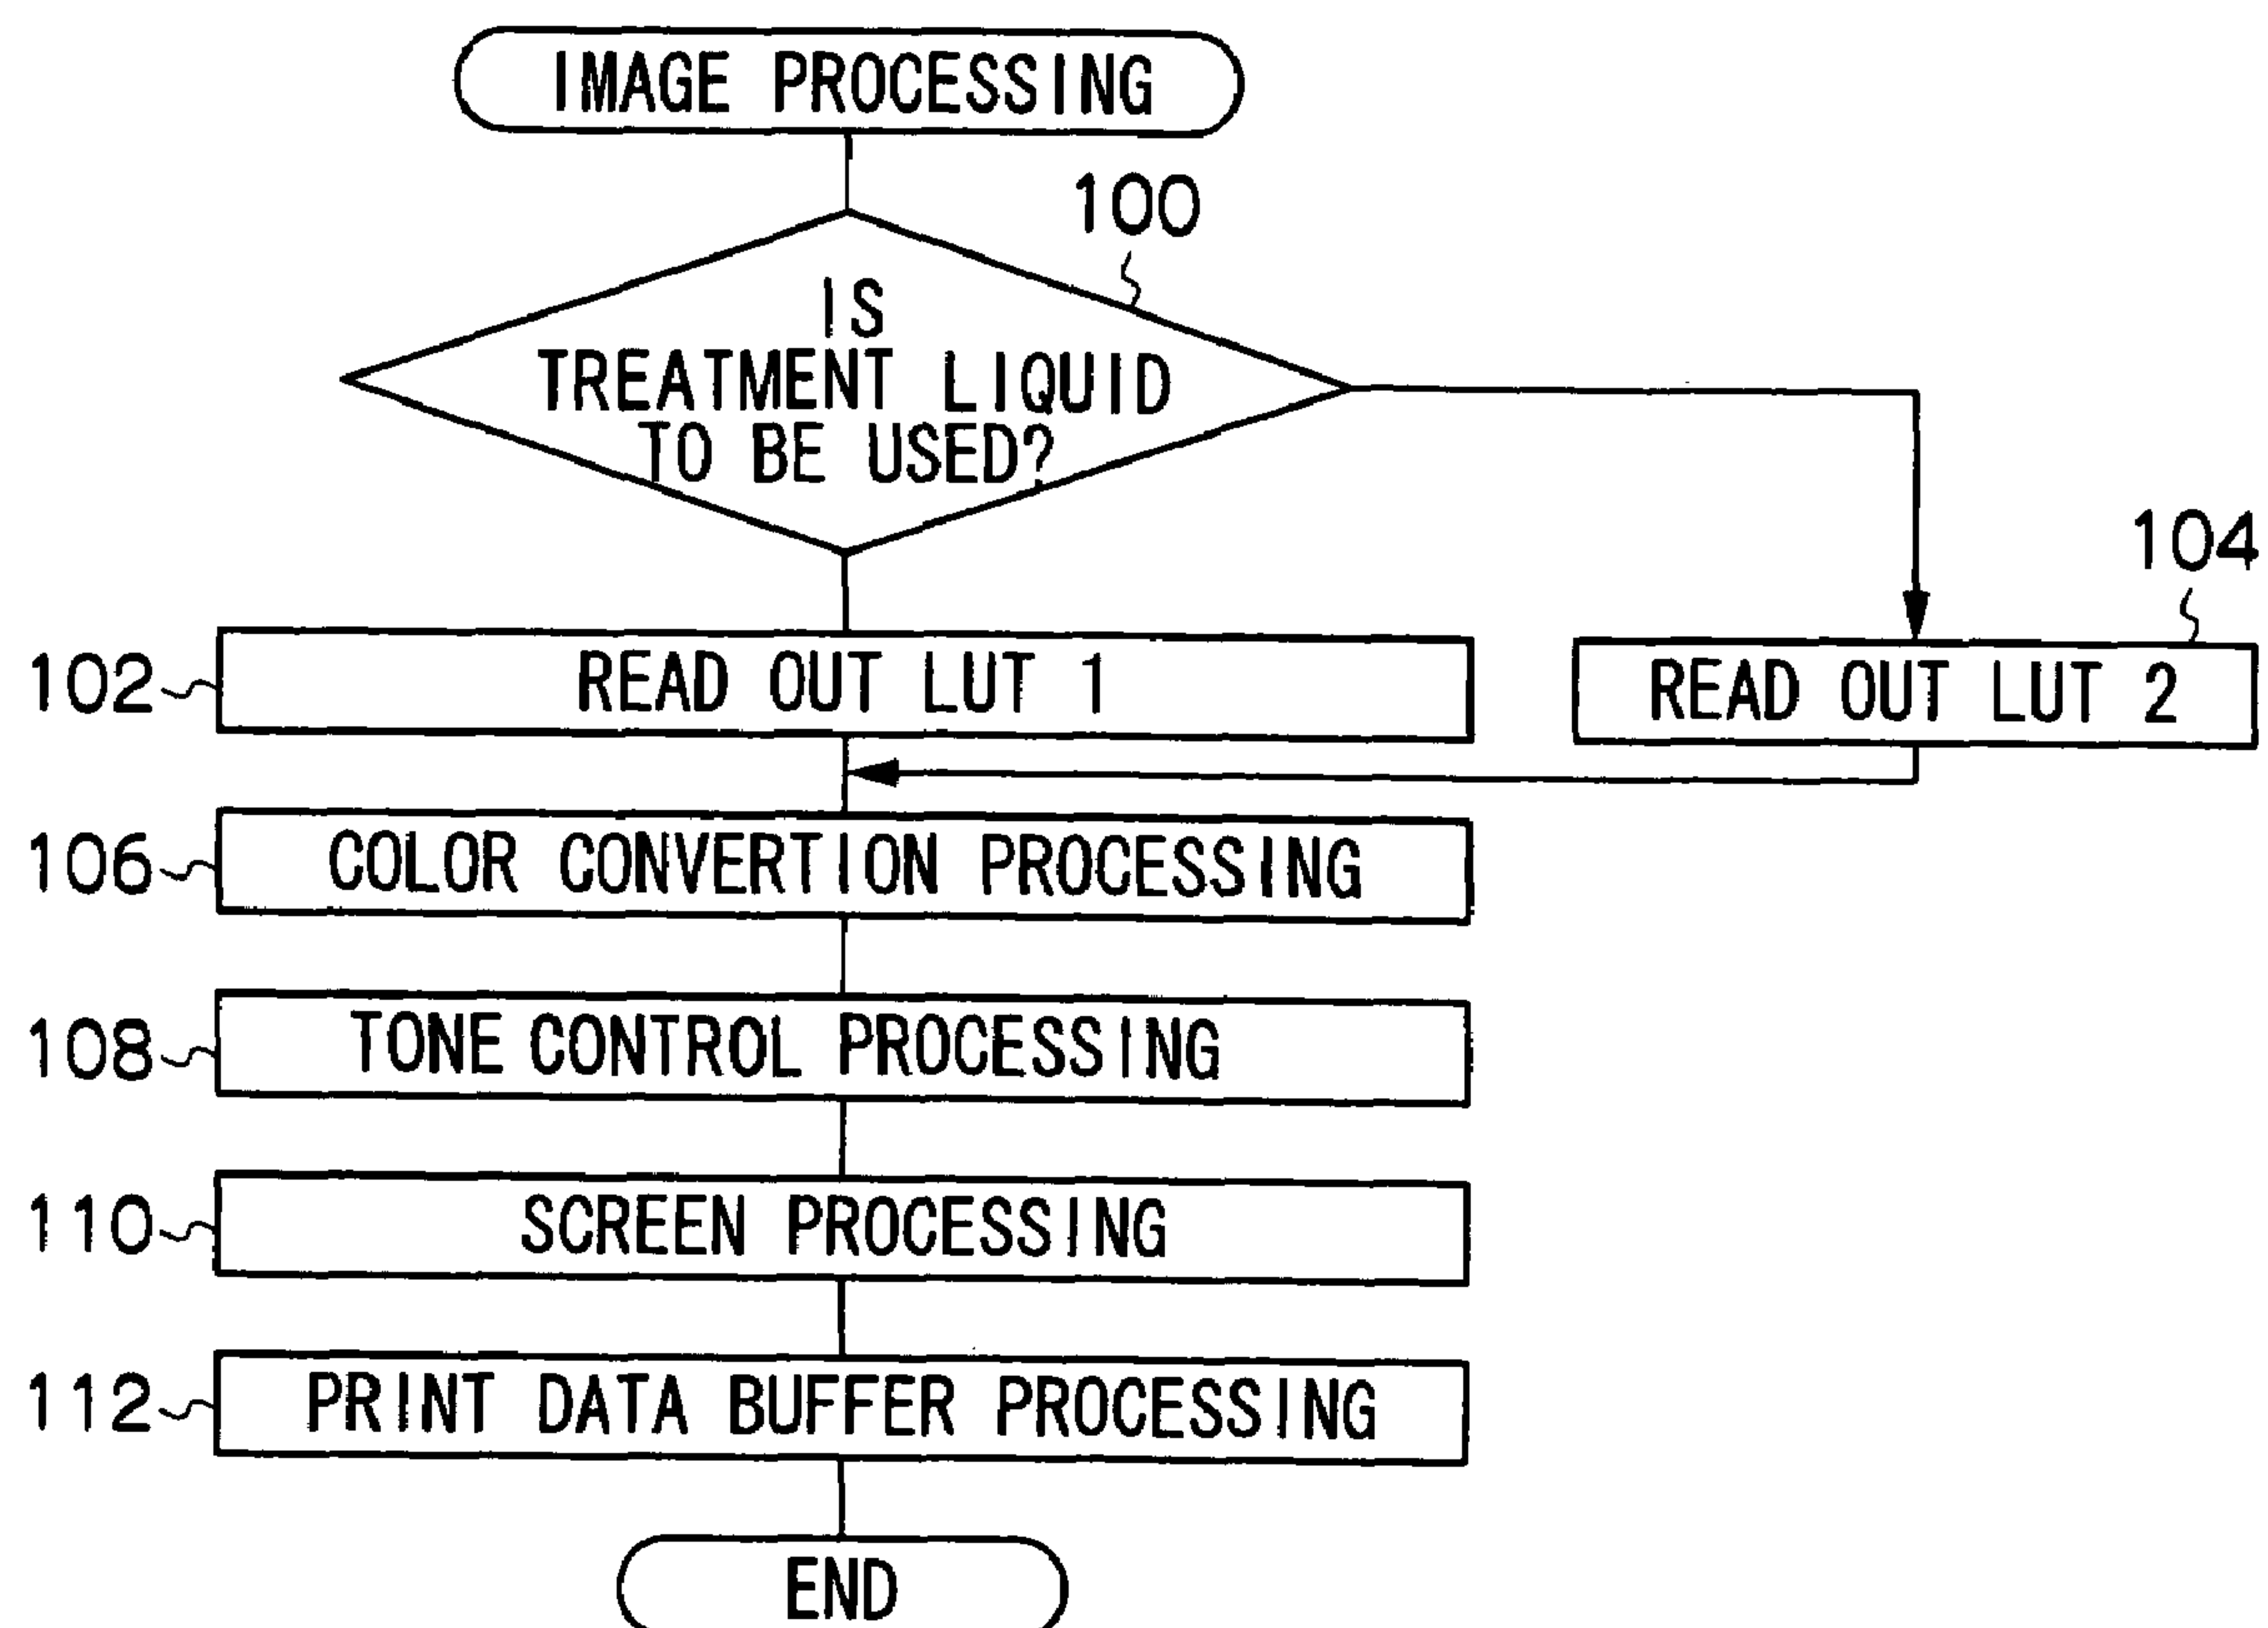 IMAGE PROCESSING
100
IS
TREATMENT LIQUID
TO BE USED?
104
102
READ OUT LUT 1
READ OUT LUT 2
106
COLOR CONVERTION PROCESSING
108
TONE CONTROL PROCESSING
110
SCREEN PROCESSING
112
PRINT DATA BUFFER PROCESSING
END